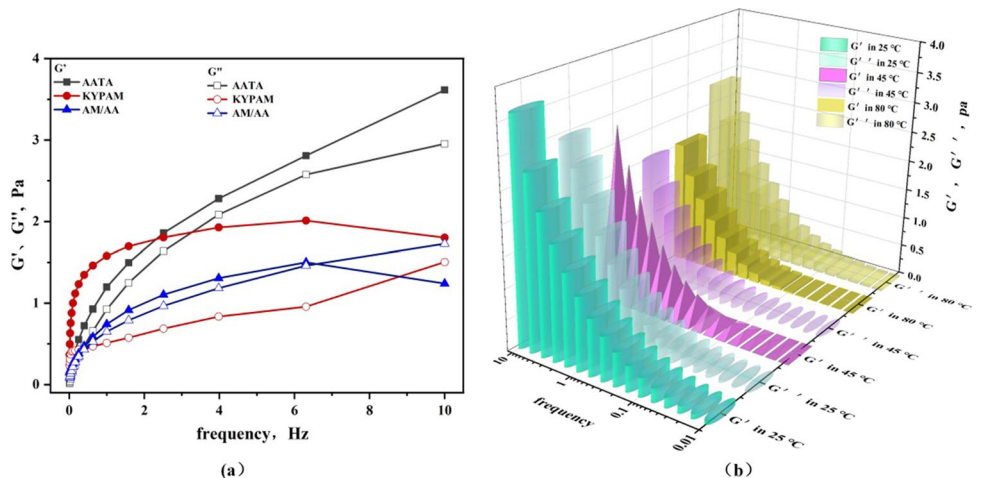 4
3
2
1
0
G'、G", Pa
G'
AATA
KYPAM
AM/AA
G"
AATA
KYPAM
AM/AA
0 2 4 6 8 10
frequency，Hz
(a）
G′ in 25 ℃
G′ ′ in 25 ℃
G′ in 45 ℃
G′ ′ in 45 ℃
G′ in 80 ℃
G′ ′ in 80 ℃
4.0
3.5
3.0
2.5
2.0
1.5
1.0
0.5
0.0
G′，G′ ′，pa
G′ ′ in 80 ℃
G′ in 80 ℃
G′ ′ in 45 ℃
G′ in 45 ℃
G′ ′ in 25 ℃
G′ in 25 ℃
10 1 0.1 0.01
frequency
（b）